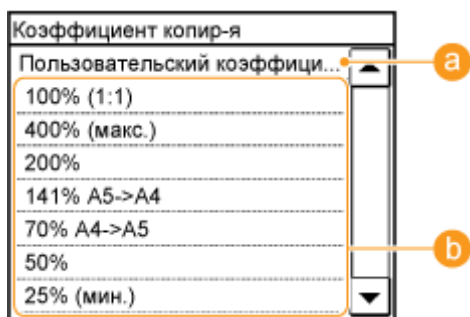 Коэффициент копир-я
Пользовательский коэффици...
a
100% (1:1)
400% (макс.)
200%
141% A5->A4
70% A4->A5
b
50%
25% (мин.)